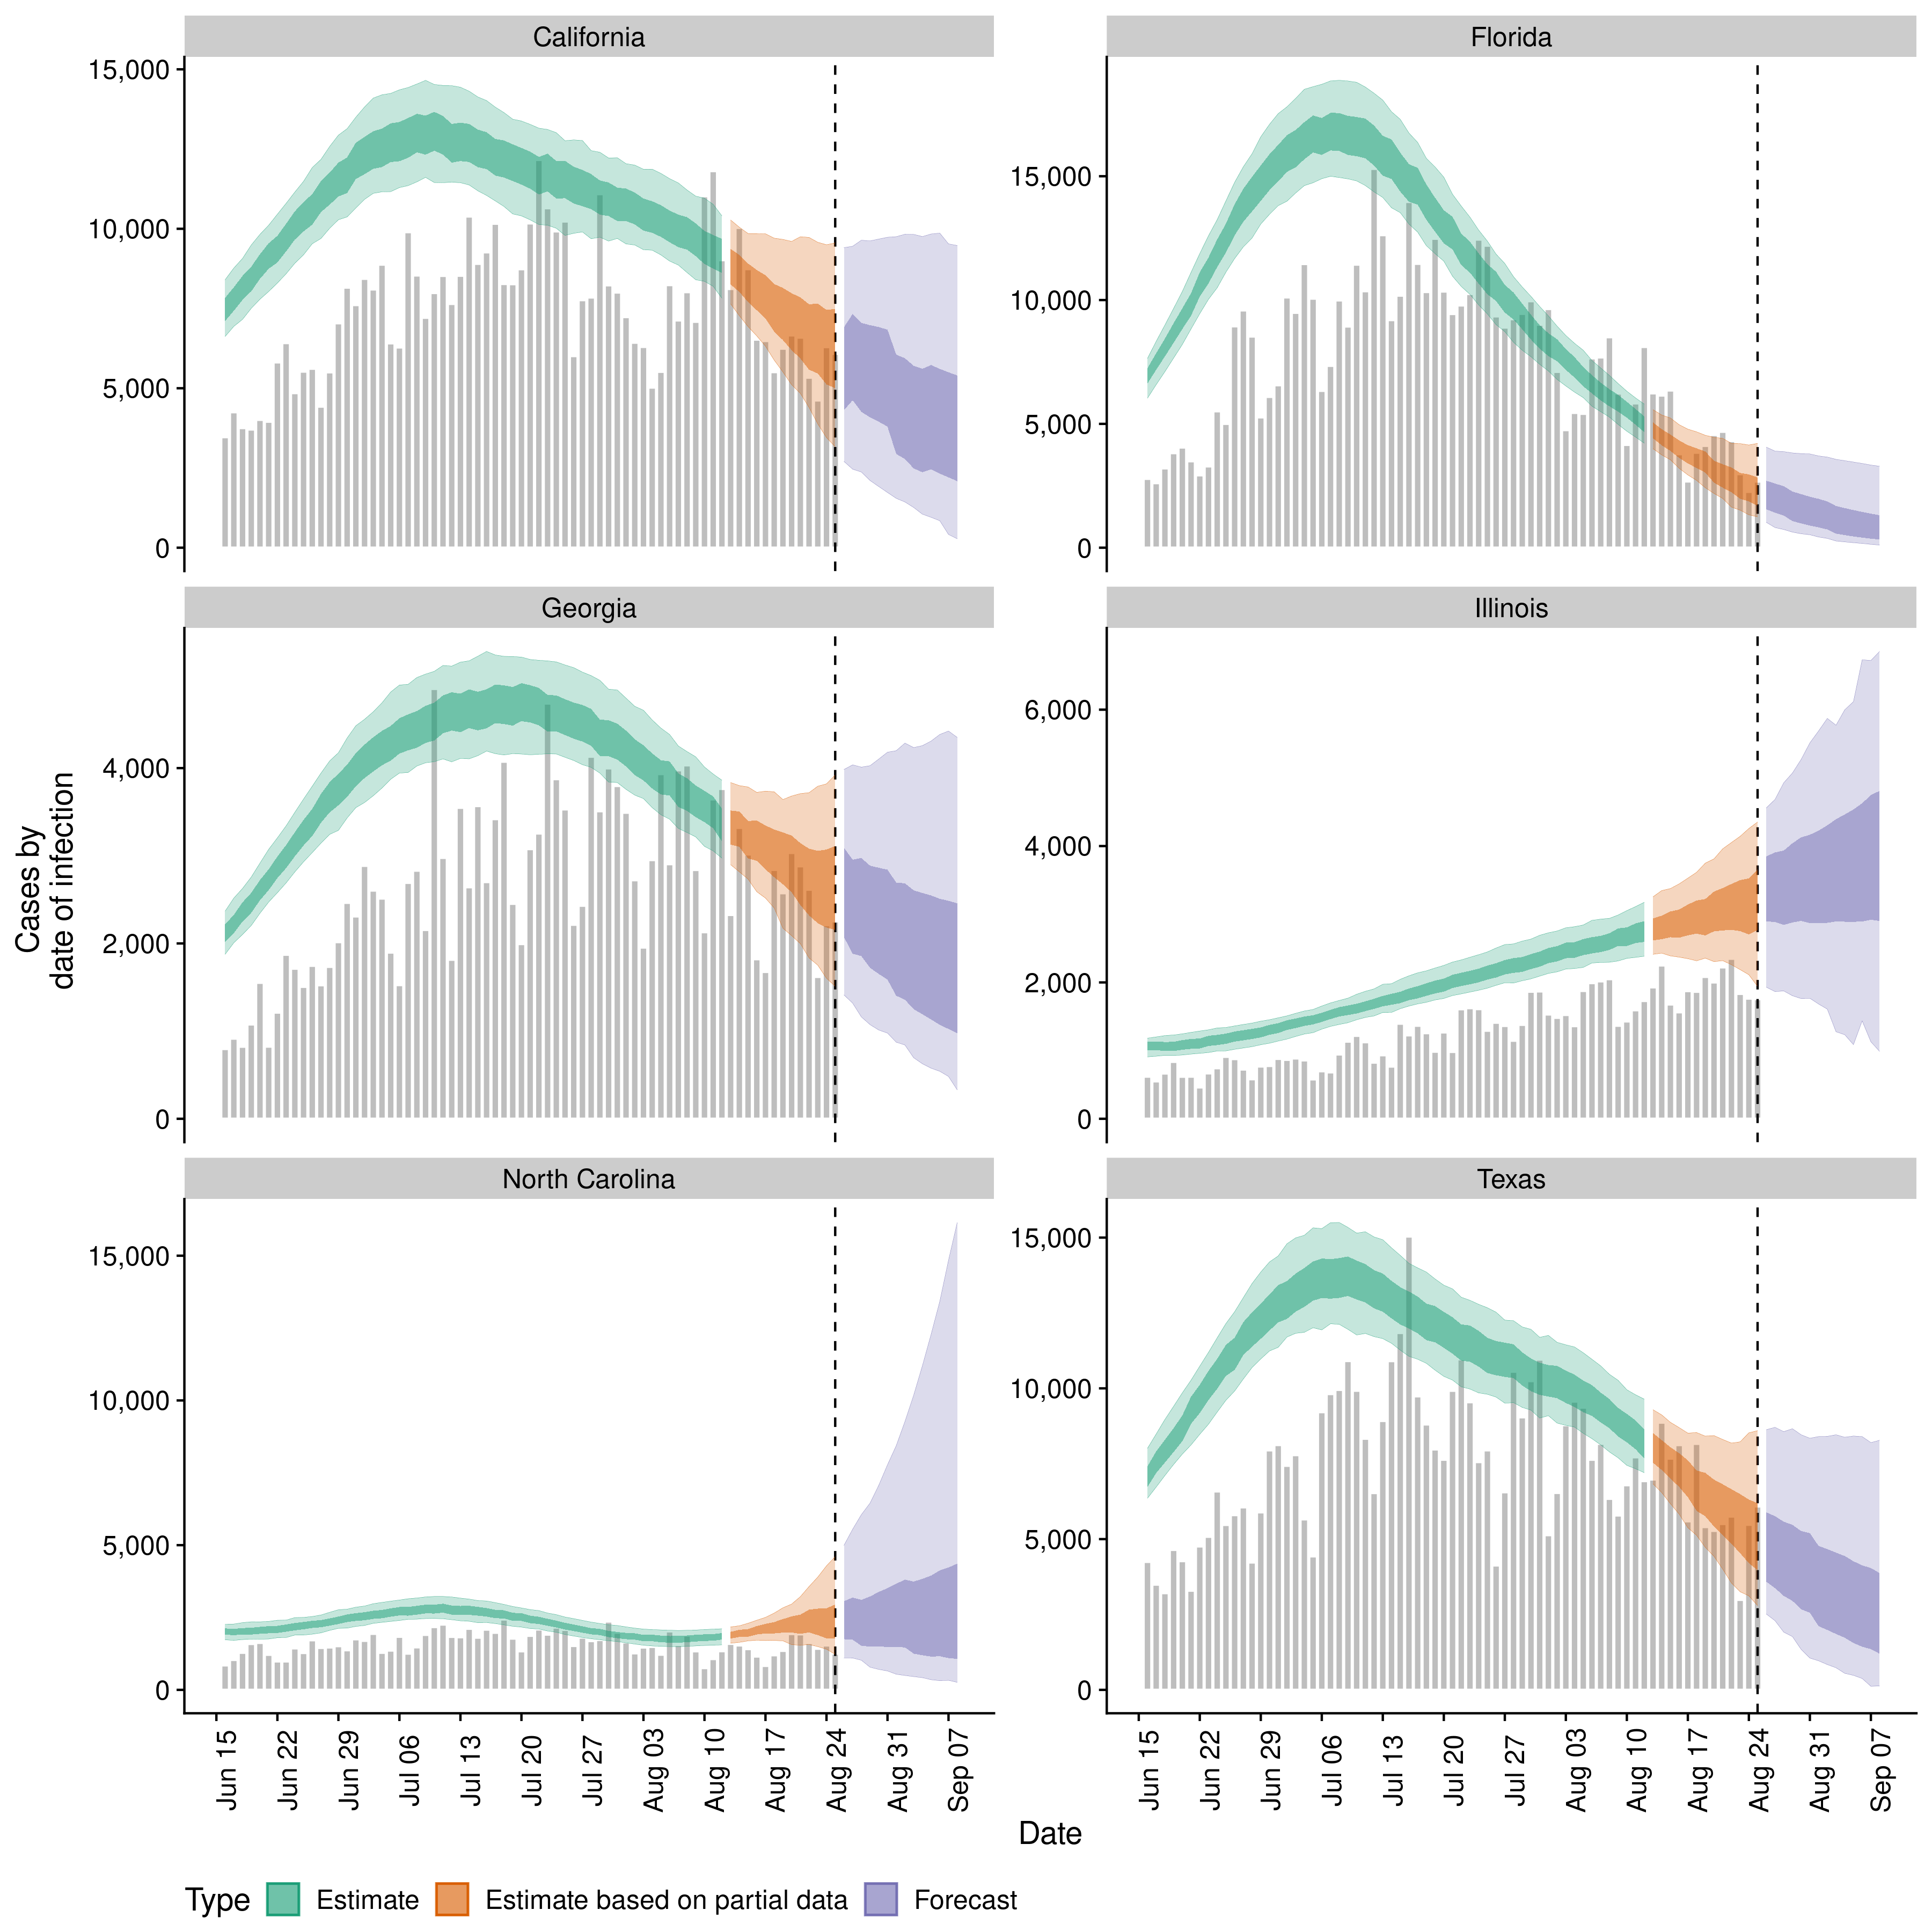 California
Florida
15,000
10,000
5,000
0
15,000
10,000
5,000
0
Georgia
Illinois
4,000
2,000
0
6,000
4,000
2,000
0
North Carolina
Texas
15,000
10,000
5,000
0
15,000
10,000
5,000
0
Cases by
date of infection
Jun 15
Jun 22
Jun 29
Jul 06
Jul 13
Jul 20
Jul 27
Aug 03
Aug 10
Aug 17
Aug 24
Aug 31
Sep 07
Jun 15
Jun 22
Jun 29
Jul 06
Jul 13
Jul 20
Jul 27
Aug 03
Aug 10
Aug 17
Aug 24
Aug 31
Sep 07
Date
Type Estimate Estimate based on partial data Forecast